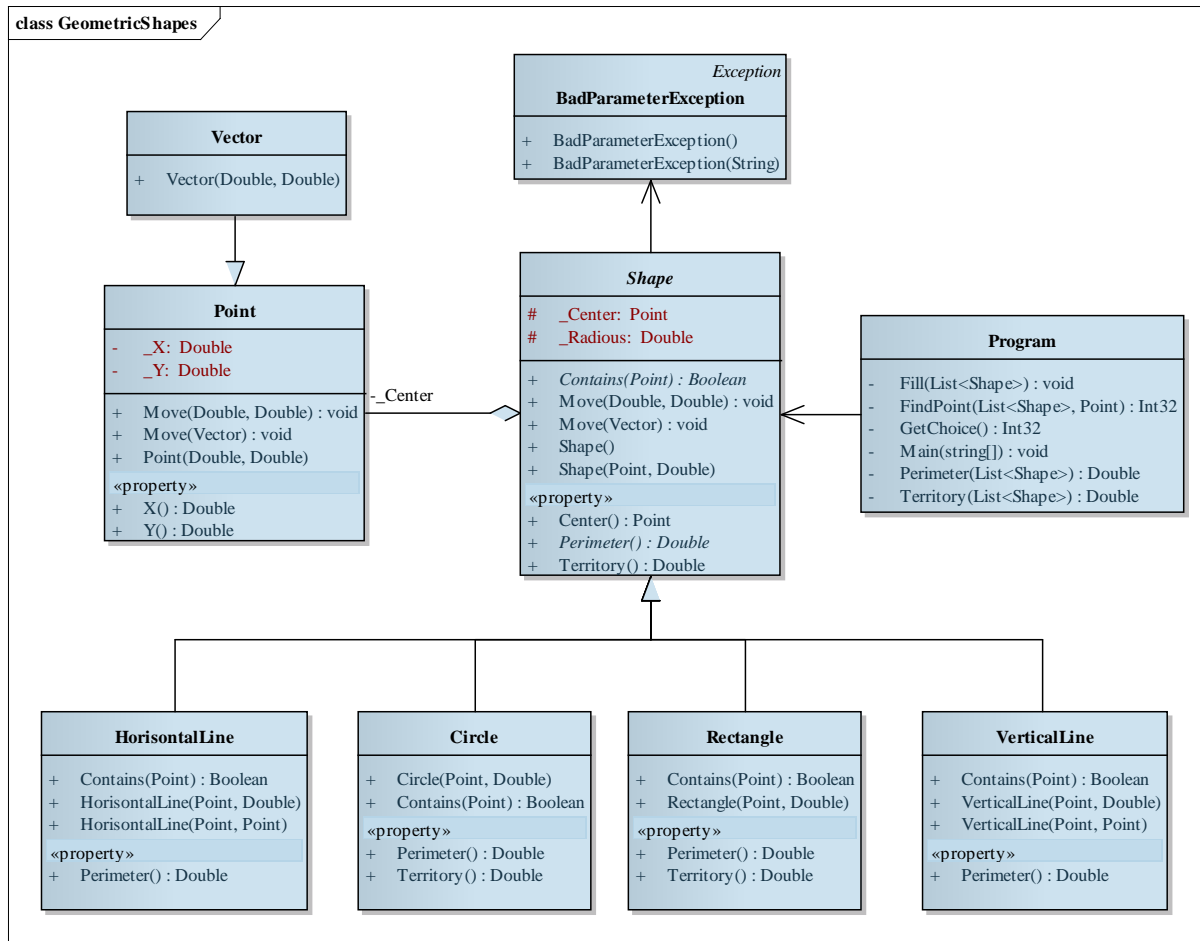 class GeometricShapes
Exception
BadParameterException
+ BadParameterException()
+ BadParameterException(String)
Vector
+ Vector(Double, Double)
Point
- _X: Double
- _Y: Double
+ Move(Double, Double) : void
+ Move(Vector) : void
+ Point(Double, Double)
«property»
+ X() : Double
+ Y() : Double
-_Center
Shape
# _Center: Point
# _Radious: Double
+ Contains(Point) : Boolean
+ Move(Double, Double) : void
+ Move(Vector) : void
+ Shape()
+ Shape(Point, Double)
«property»
+ Center() : Point
+ Perimeter() : Double
+ Territory() : Double
Program
- Fill(List<Shape>) : void
- FindPoint(List<Shape>, Point) : Int32
- GetChoice() : Int32
- Main(string[]) : void
- Perimeter(List<Shape>) : Double
- Territory(List<Shape>) : Double
HorisontalLine
+ Contains(Point) : Boolean
+ HorisontalLine(Point, Double)
+ HorisontalLine(Point, Point)
«property»
+ Perimeter() : Double
Circle
+ Circle(Point, Double)
+ Contains(Point) : Boolean
«property»
+ Perimeter() : Double
+ Territory() : Double
Rectangle
+ Contains(Point) : Boolean
+ Rectangle(Point, Double)
«property»
+ Perimeter() : Double
+ Territory() : Double
VerticalLine
+ Contains(Point) : Boolean
+ VerticalLine(Point, Double)
+ VerticalLine(Point, Point)
«property»
+ Perimeter() : Double